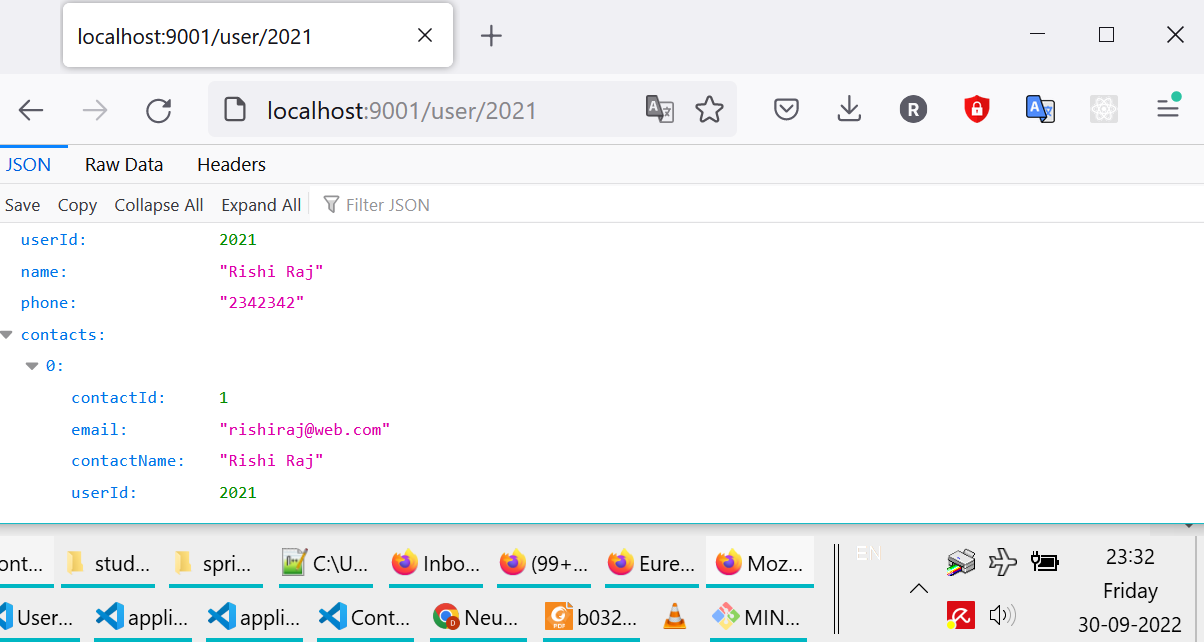 localhost:9001/user/2021
localhost:9001/user/2021
JSON Raw Data Headers
Save Copy Collapse All Expand All Filter JSON
userId: 2021
name: "Rishi Raj"
phone: "2342342"
contacts:
0:
contactId: 1
email: "rishiraj@web.com"
contactName: "Rishi Raj"
userId: 2021
ont... stud... spri... C:\U... Inbo... (99+... Eure... Moz... EN 23:32
Friday
User... appli... appli... Cont... Neu... b032... MIN... 30-09-2022